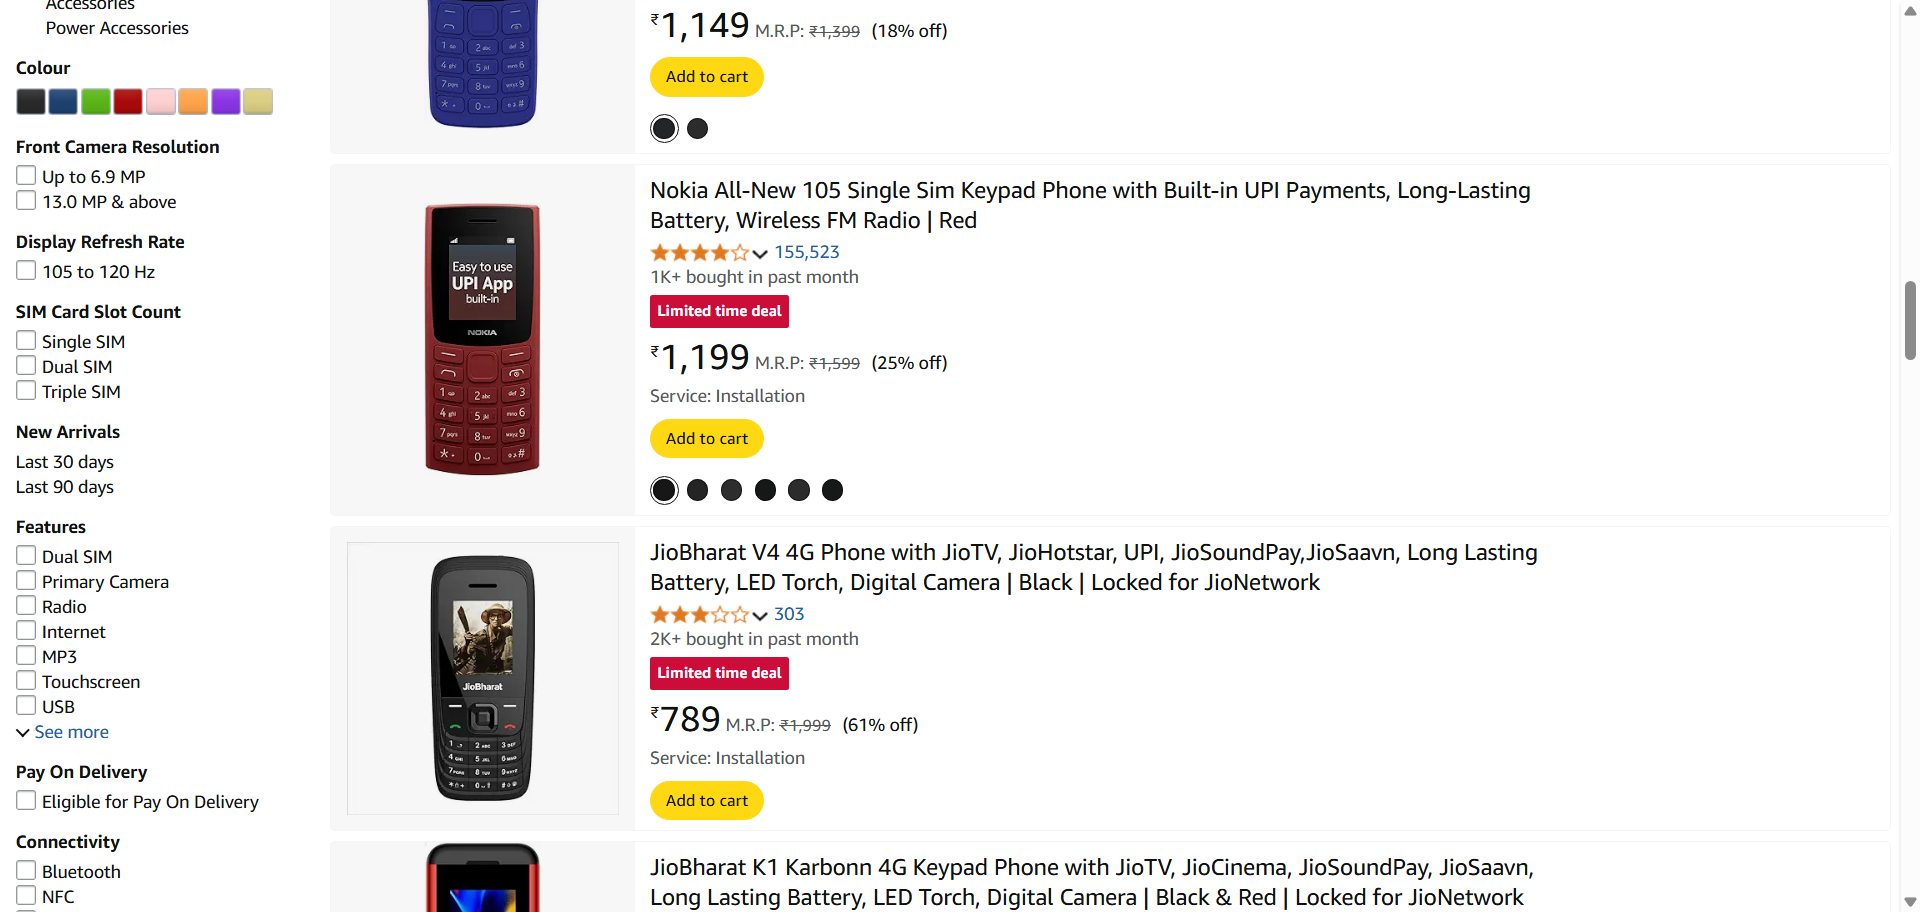 Accessories
Power Accessories
Colour
Front Camera Resolution
Up to 6.9 MP
13.0 MP & above
Display Refresh Rate
105 to 120 Hz
SIM Card Slot Count
Single SIM
Dual SIM
Triple SIM
New Arrivals
Last 30 days
Last 90 days
Features
Dual SIM
Primary Camera
Radio
Internet
MP3
Touchscreen
USB
See more
Pay On Delivery
Eligible for Pay On Delivery
Connectivity
Bluetooth
NFC
₹1,149 M.R.P: ₹1,399 (18% off)
Add to cart
Nokia All-New 105 Single Sim Keypad Phone with Built-in UPI Payments, Long-Lasting
Battery, Wireless FM Radio | Red
155,523
1K+ bought in past month
Limited time deal
₹1,199 M.R.P: ₹1,599 (25% off)
Service: Installation
Add to cart
Easy to use
UPI App
built-in
NOKIA
JioBharat V4 4G Phone with JioTV, JioHotstar, UPI, JioSoundPay,JioSaavn, Long Lasting
Battery, LED Torch, Digital Camera | Black | Locked for JioNetwork
303
2K+ bought in past month
Limited time deal
₹789 M.R.P: ₹1,999 (61% off)
Service: Installation
Add to cart
JioBharat
JioBharat K1 Karbonn 4G Keypad Phone with JioTV, JioCinema, JioSoundPay, JioSaavn,
Long Lasting Battery, LED Torch, Digital Camera | Black & Red | Locked for JioNetwork